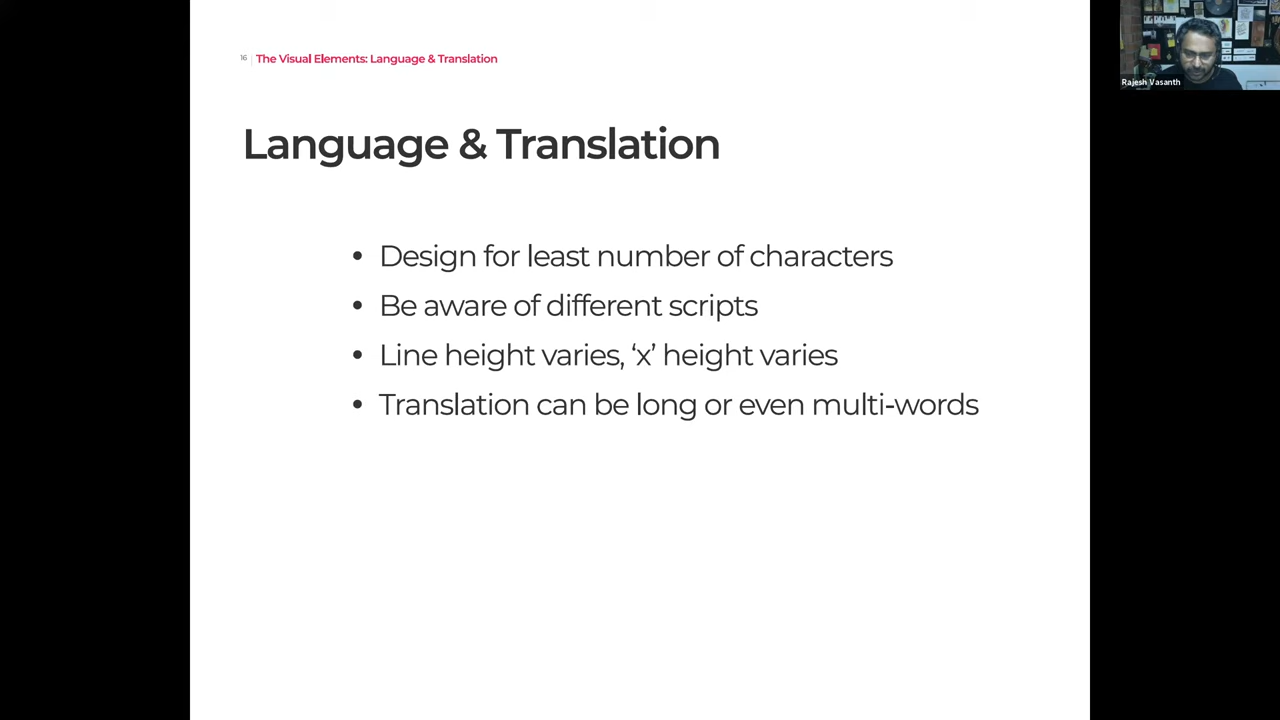 16 The Visual Elements: Language & Translation
Rajesh Vasanth
Language & Translation
• Design for least number of characters
• Be aware of different scripts
• Line height varies, ‘x’ height varies
• Translation can be long or even multi-words